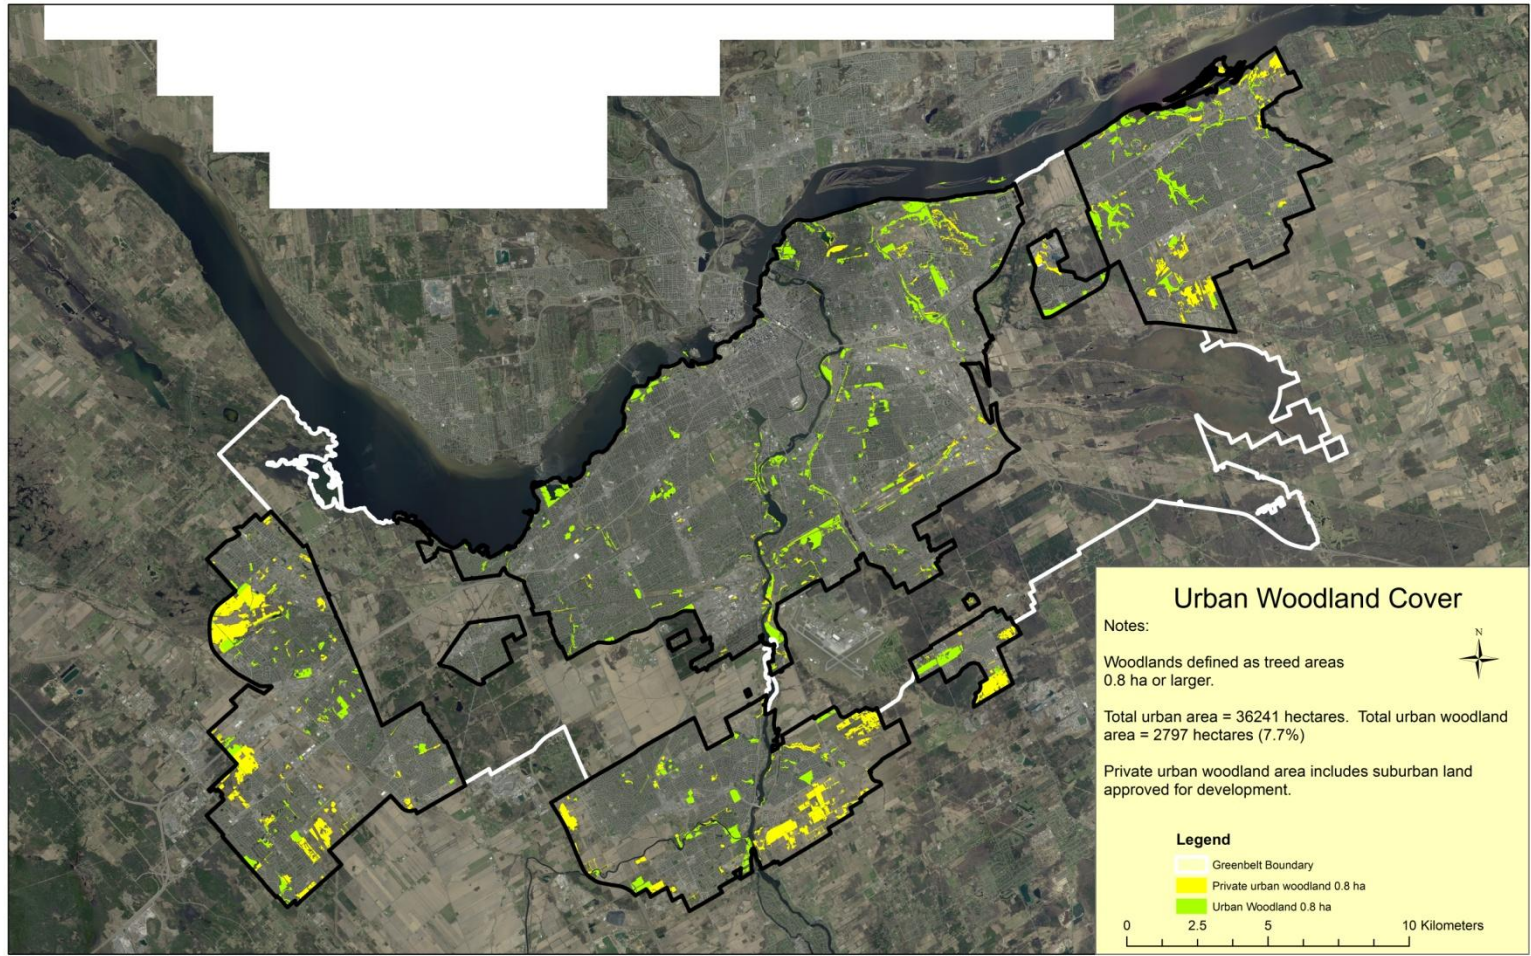 Urban Woodland Cover
Notes:
N
Woodlands defined as treed areas
0.8 ha or larger.
Total urban area = 36241 hectares.  Total urban woodland
area = 2797 hectares (7.7%)
Private urban woodland area includes suburban land
approved for development.
Legend
Greenbelt Boundary
Private urban woodland 0.8 ha
Urban Woodland 0.8 ha
0 2.5 5 10 Kilometers